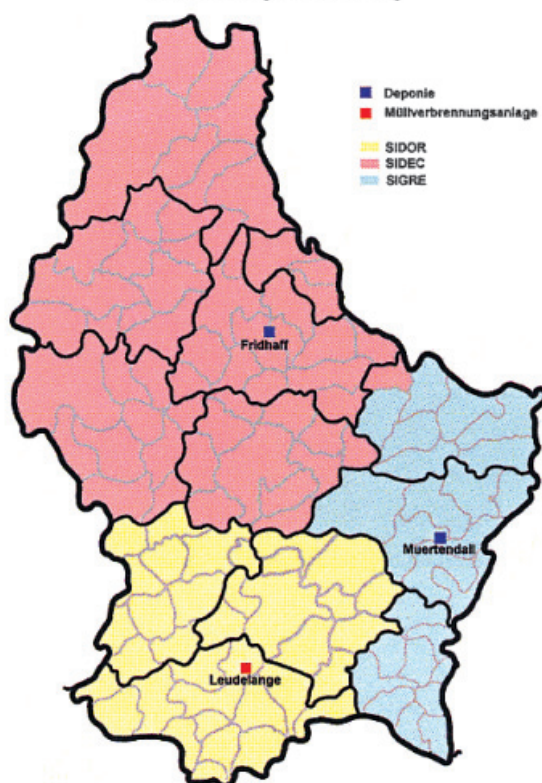 Deponie
Müllverbrennungsanlage
SIDOR
SIDEC
SIGRE
Fridhaff
Muertendall
Leudelange